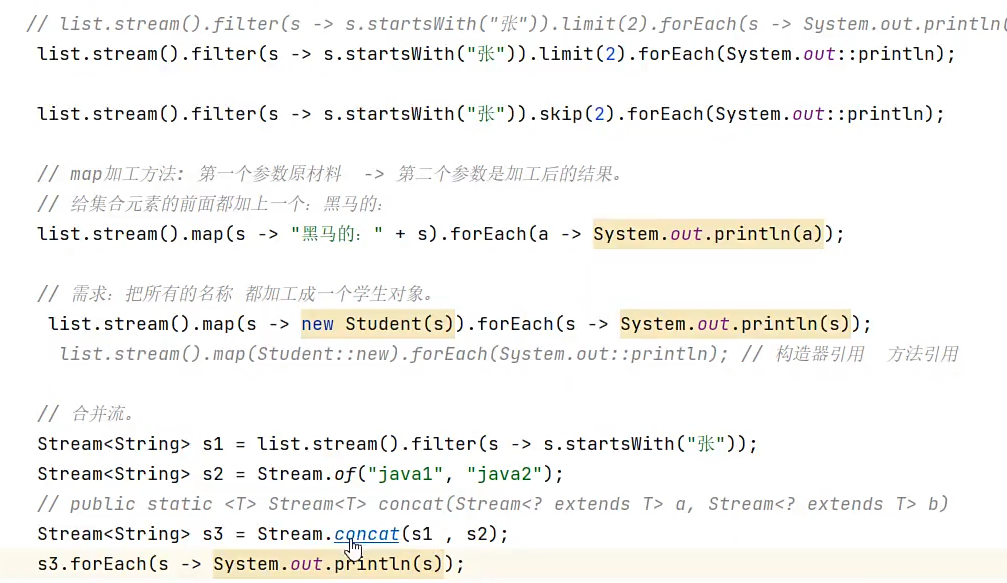 // list.stream().filter(s -> s.startsWith("张")).limit(2).forEach(s -> System.out.println(
list.stream().filter(s -> s.startsWith("张")).limit(2).forEach(System.out::println);
list.stream().filter(s -> s.startsWith("张")).skip(2).forEach(System.out::println);
// map加工方法: 第一个参数原材料  -> 第二个参数是加工后的结果。
// 给集合元素的前面都加上一个：黑马的：
list.stream().map(s -> "黑马的：" + s).forEach(a -> System.out.println(a));
// 需求：把所有的名称 都加工成一个学生对象。
list.stream().map(s -> new Student(s)).forEach(s -> System.out.println(s));
list.stream().map(Student::new).forEach(System.out::println); // 构造器引用  方法引用
// 合并流。
Stream<String> s1 = list.stream().filter(s -> s.startsWith("张"));
Stream<String> s2 = Stream.of("java1", "java2");
// public static <T> Stream<T> concat(Stream<? extends T> a, Stream<? extends T> b)
Stream<String> s3 = Stream.concat(s1 , s2);
s3.forEach(s -> System.out.println(s));